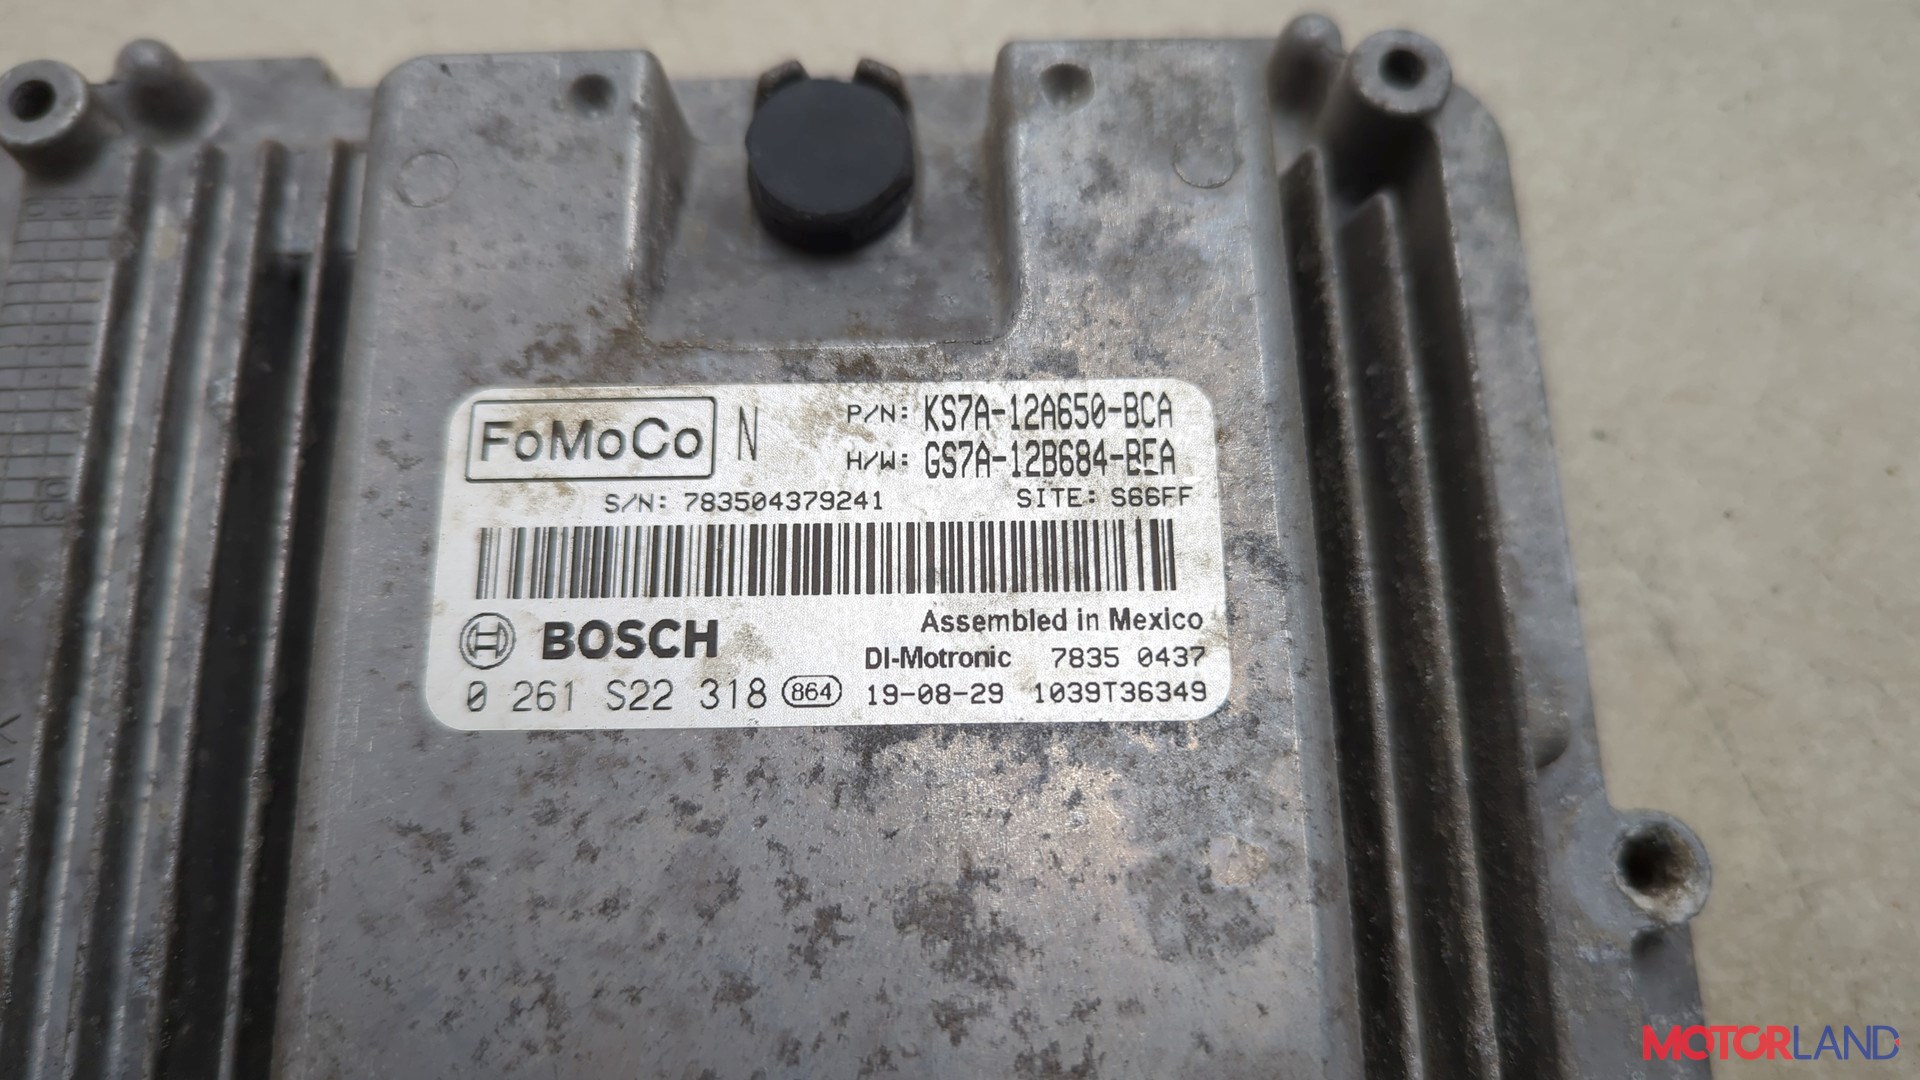 FoMoCo N P/N: KS7A-12A650-BCA
H/W: GS7A-12B684-BEA
S/N: 783504379241 SITE: S66FF
Assembled in Mexico
BOSCH
DI-Motronic 7835 0437
0 261 S22 318 864 19-08-29 1039T36349
03
MOTORLAND